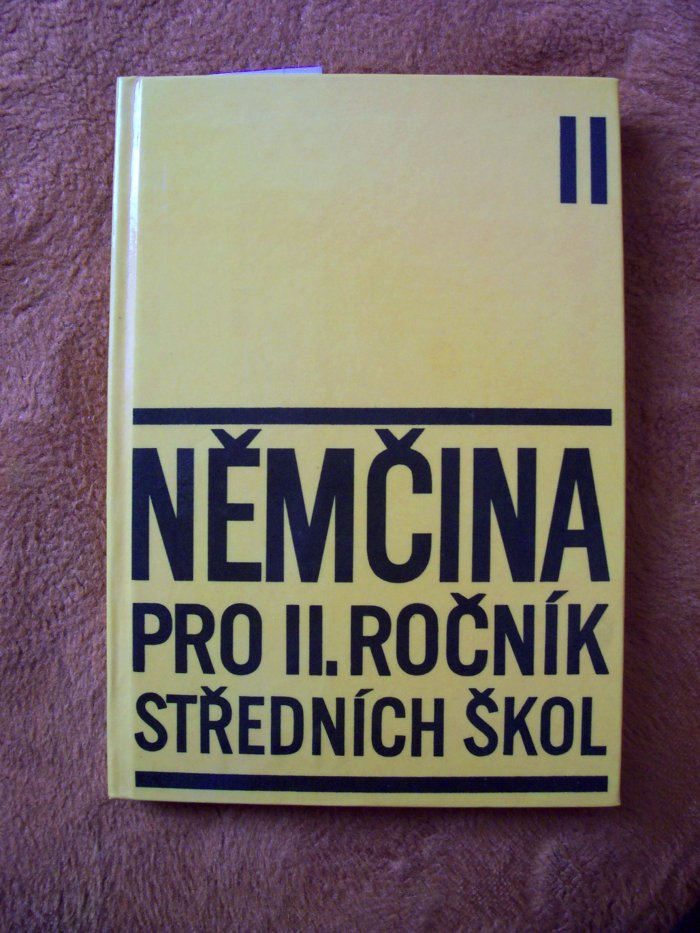 II
NĚMČINA
PRO II. ROČNÍK
STŘEDNÍCH ŠKOL